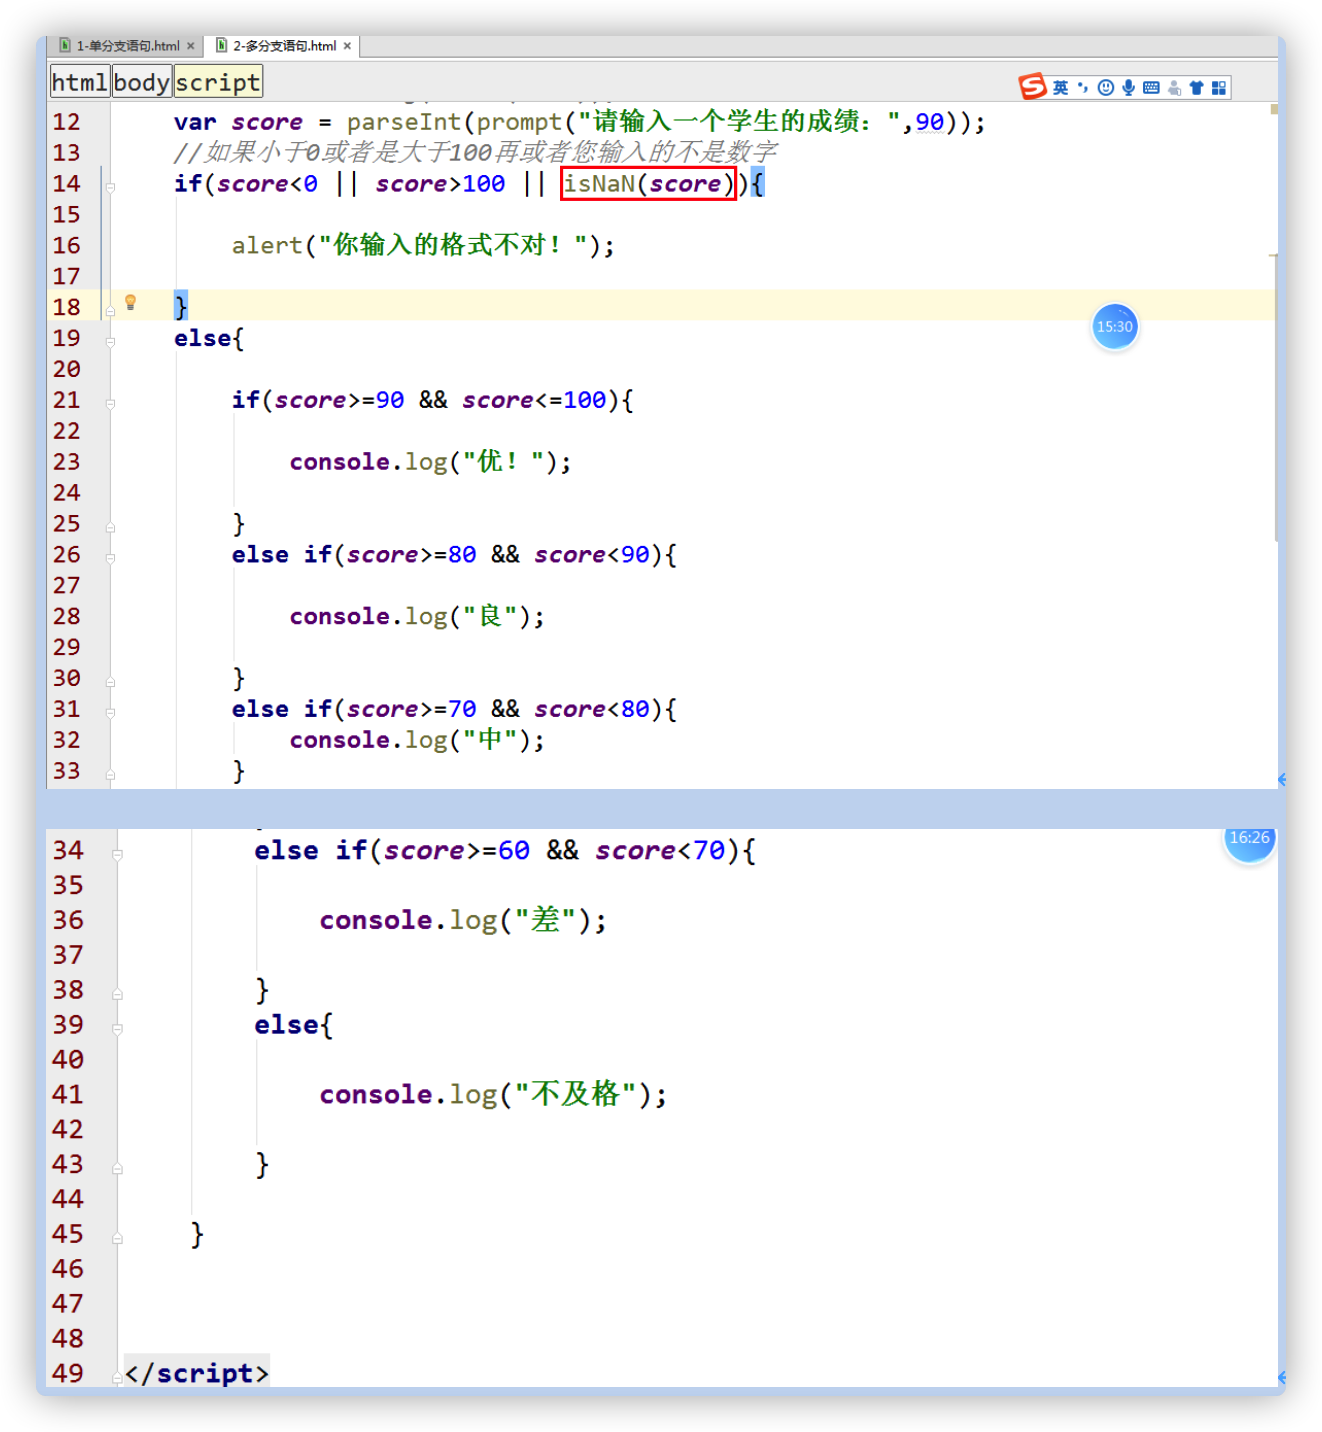 1-单分支语句.html × 2-多分支语句.html ×
html body script
英
12 var score = parseInt(prompt("请输入一个学生的成绩：",90));
13 //如果小于0或者是大于100再或者您输入的不是数字
14 if(score<0 || score>100 || isNaN(score)){
15
16 alert("你输入的格式不对！");
17
18 }
15:30
19 else{
20
21 if(score>=90 && score<=100){
22
23 console.log("优！");
24
25 }
26 else if(score>=80 && score<90){
27
28 console.log("良");
29
30 }
31 else if(score>=70 && score<80){
32 console.log("中");
33 }
34 else if(score>=60 && score<70){
16:26
35
36 console.log("差");
37
38 }
39 else{
40
41 console.log("不及格");
42
43 }
44
45 }
46
47
48
49 </script>